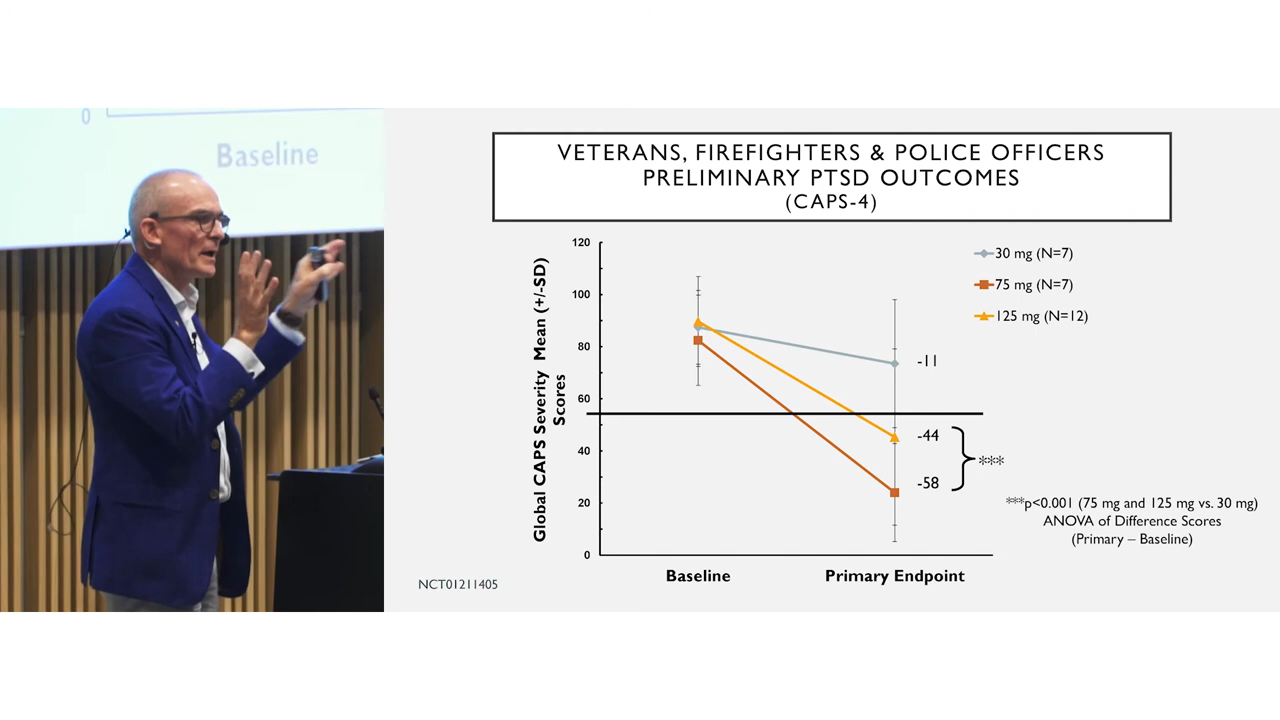 0
Baseline
VETERANS, FIREFIGHTERS & POLICE OFFICERS
PRELIMINARY PTSD OUTCOMES
(CAPS-4)
Global CAPS Severity Mean (+/-SD)
Scores
120
100
80
60
40
20
0
30 mg (N=7)
75 mg (N=7)
125 mg (N=12)
-11
-44
-58
***
***p<0.001 (75 mg and 125 mg vs. 30 mg)
ANOVA of Difference Scores
(Primary – Baseline)
Baseline
Primary Endpoint
NCT01211405